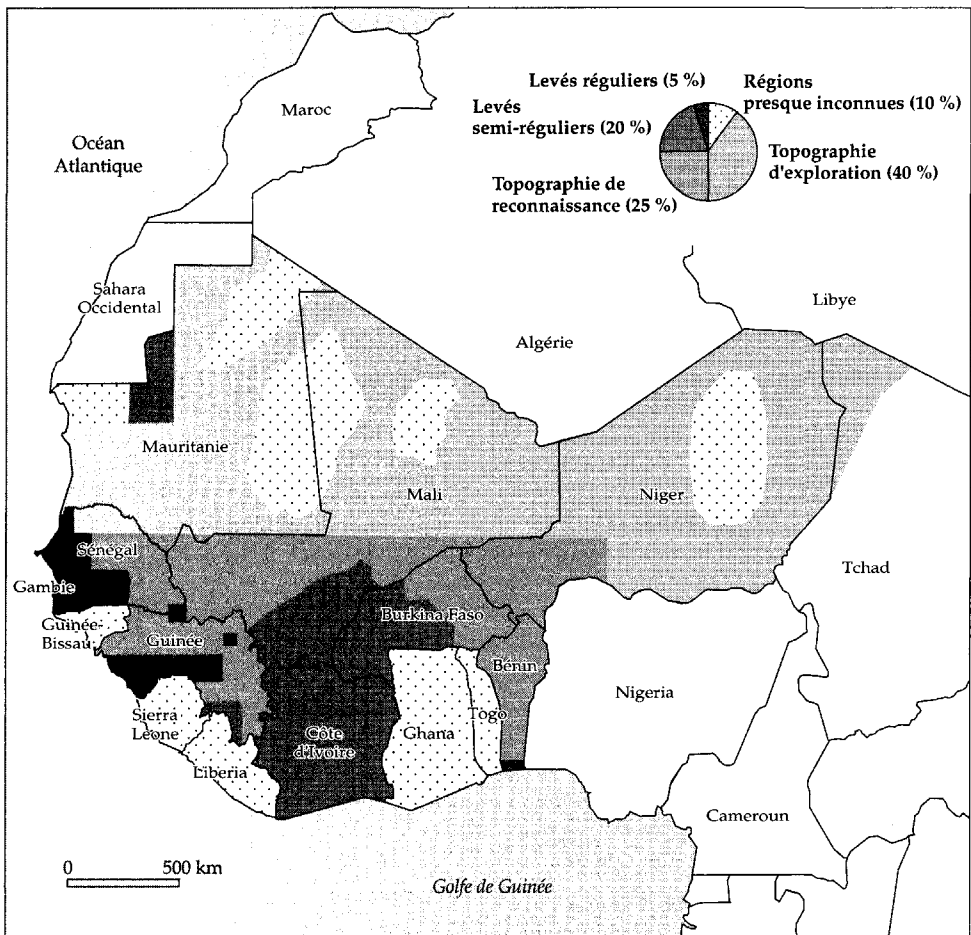 Levés réguliers (5 %)
Régions
presque inconnues (10 %)
Levés
semi-réguliers (20 %)
Topographie
d'exploration (40 %)
Topographie de
reconnaissance (25 %)
Maroc
Océan
Atlantique
Sahara
Occidental
Algérie
Libye
Mauritanie
Mali
Niger
Tchad
Sénégal
Gambie
Guinée-
Bissau
Guinée
Burkina Faso
Bénin
Nigeria
Sierra
Leone
Liberia
Côte
d'Ivoire
Ghana
Togo
Cameroun
0 500 km
Golfe de Guinée